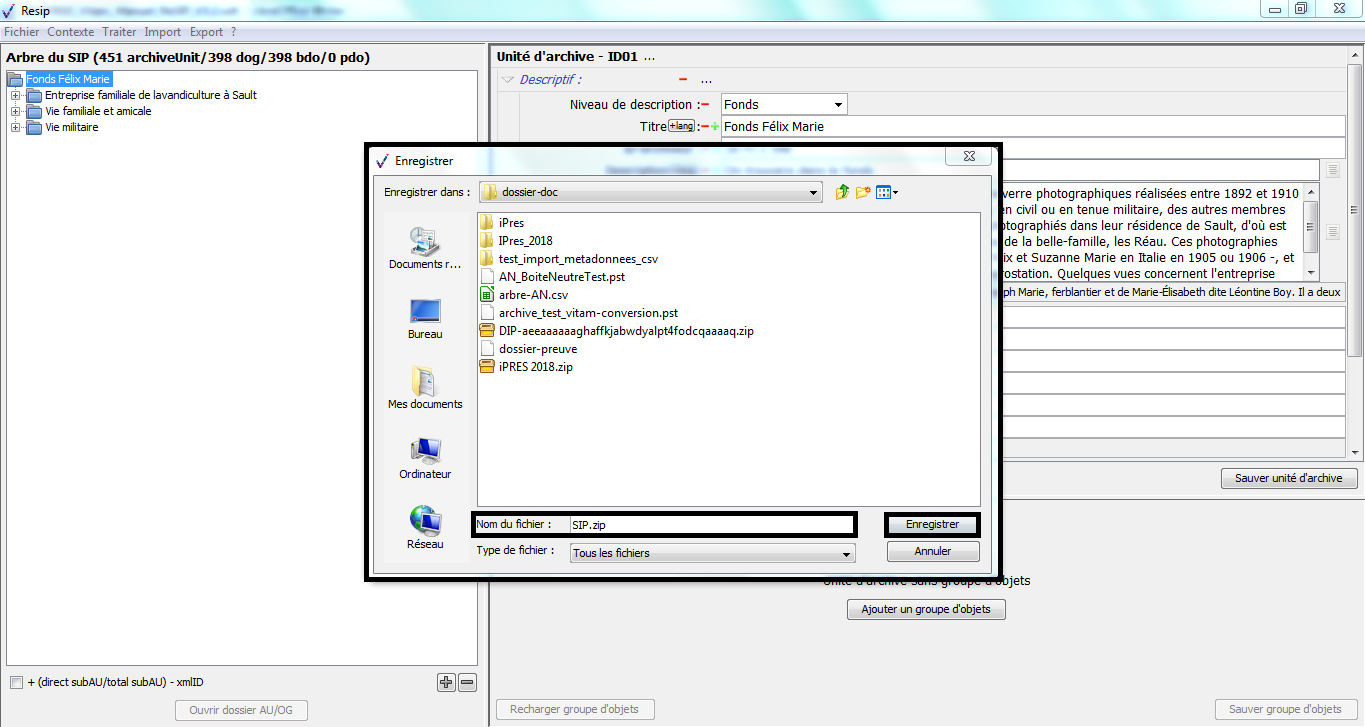 Resip
Fichier Contexte Traiter Import Export ?
Arbre du SIP (451 archiveUnit/398 dog/398 bdo/0 pdo)
Fonds Félix Marie
Entreprise familiale de lavandiculture à Sault
Vie familiale et amicale
Vie militaire
+ (direct subAU/total subAU) - xmlID
Ouvrir dossier AU/OG
Unité d'archive - ID01 ...
Descriptif : ...
Niveau de description : Fonds
Titre +lang : Fonds Félix Marie
verre photographiques réalisées entre 1892 et 1910
en civil ou en tenue militaire, des autres membres
otographiés dans leur résidence de Sault, d'où est
de la belle-famille, les Réau. Ces photographies
ix et Suzanne Marie en Italie en 1905 ou 1906 -, et
rostation. Quelques vues concernent l'entreprise
ph Marie, ferblantier et de Marie-Élisabeth dite Léontine Boy. Il a deux
Sauver unité d'archive
Enregistrer
Enregistrer dans : dossier-doc
Documents r...
Bureau
Mes documents
Ordinateur
Réseau
iPres
IPres_2018
test_import_metadonnees_csv
AN_BoiteNeutreTest.pst
arbre-AN.csv
archive_test_vitam-conversion.pst
DIP-aeeaaaaaaghaffkjabwdyalpt4fodcqaaaaq.zip
dossier-preuve
iPRES 2018.zip
Nom du fichier : SIP.zip
Enregistrer
Type de fichier : Tous les fichiers
Annuler
Unité d'archive sans groupe d'objets
Ajouter un groupe d'objets
Recharger groupe d'objets
Sauver groupe d'objets